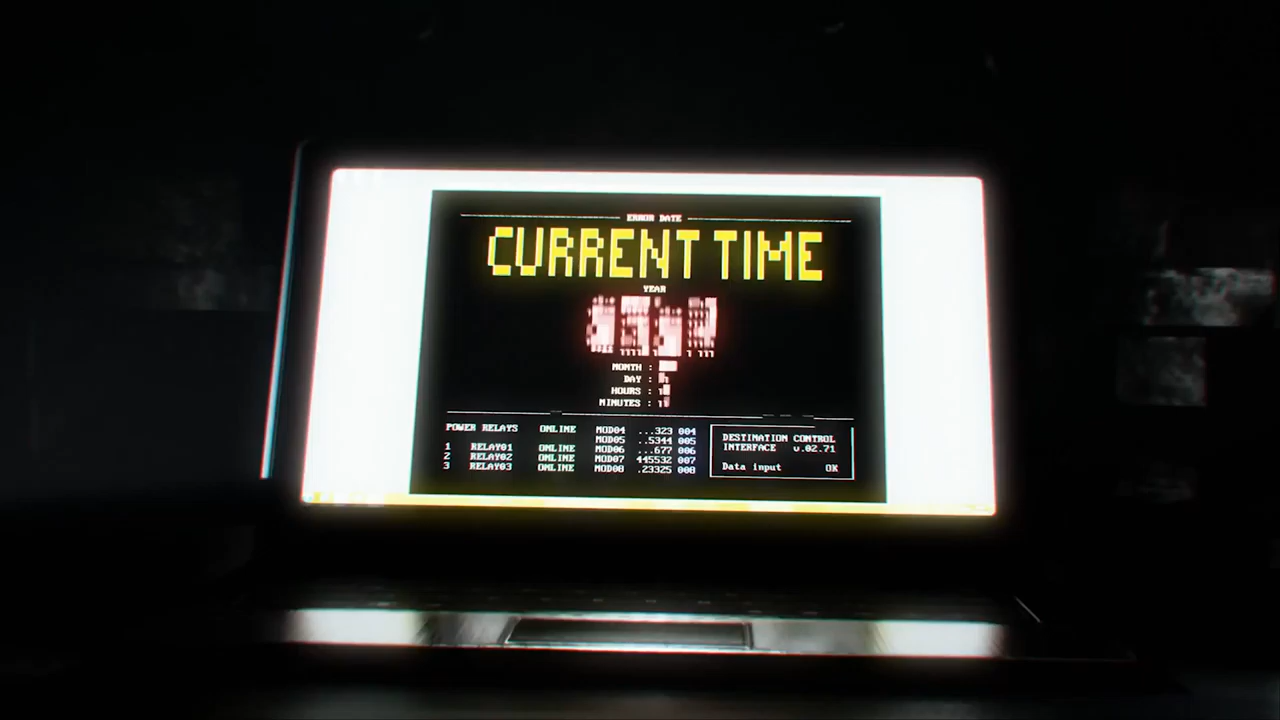 ERROR DATE
CURRENT TIME
YEAR
MONTH :
DAY :
HOURS :
MINUTES :
POWER RELAYS ONLINE
1 RELAY01 ONLINE
2 RELAY02 ONLINE
3 RELAY03 ONLINE
MOD04 ...323 004
MOD05 ..5344 005
MOD06 ...677 006
MOD07 445532 007
MOD08 .23325 008
DESTINATION CONTROL
INTERFACE v.02.71
Data input OK